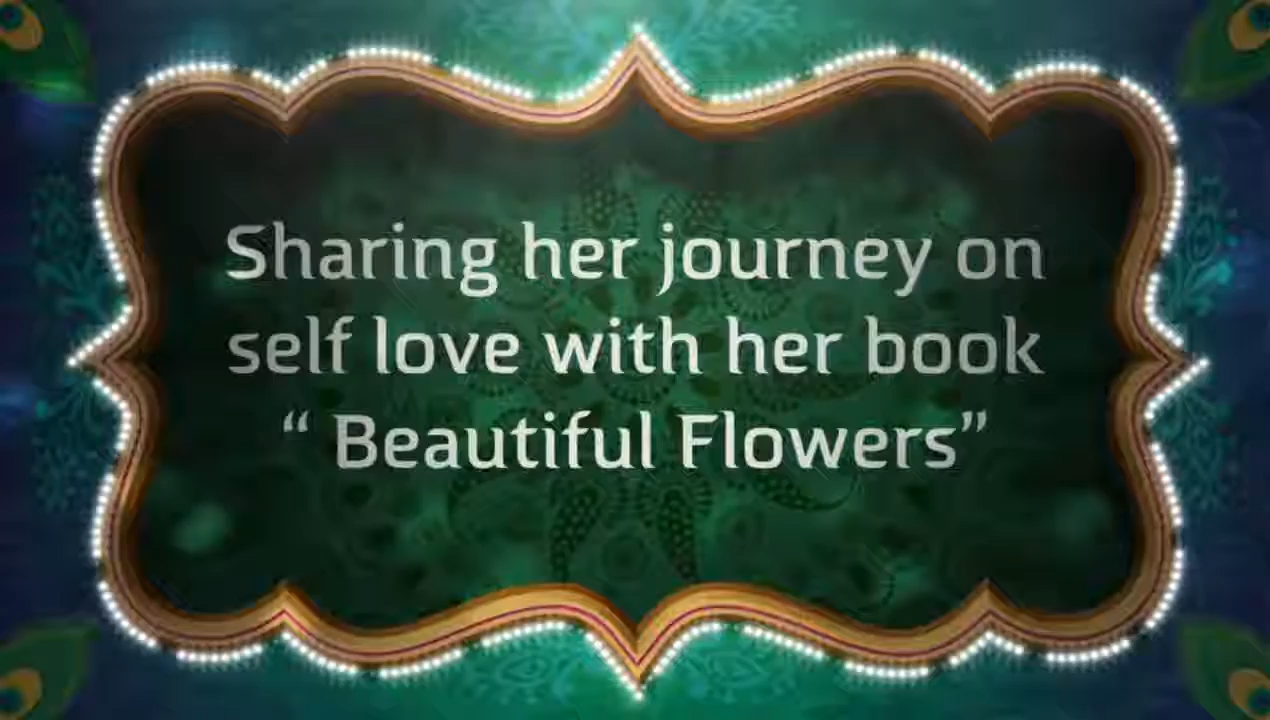 Sharing her journey on
self love with her book
“ Beautiful Flowers”